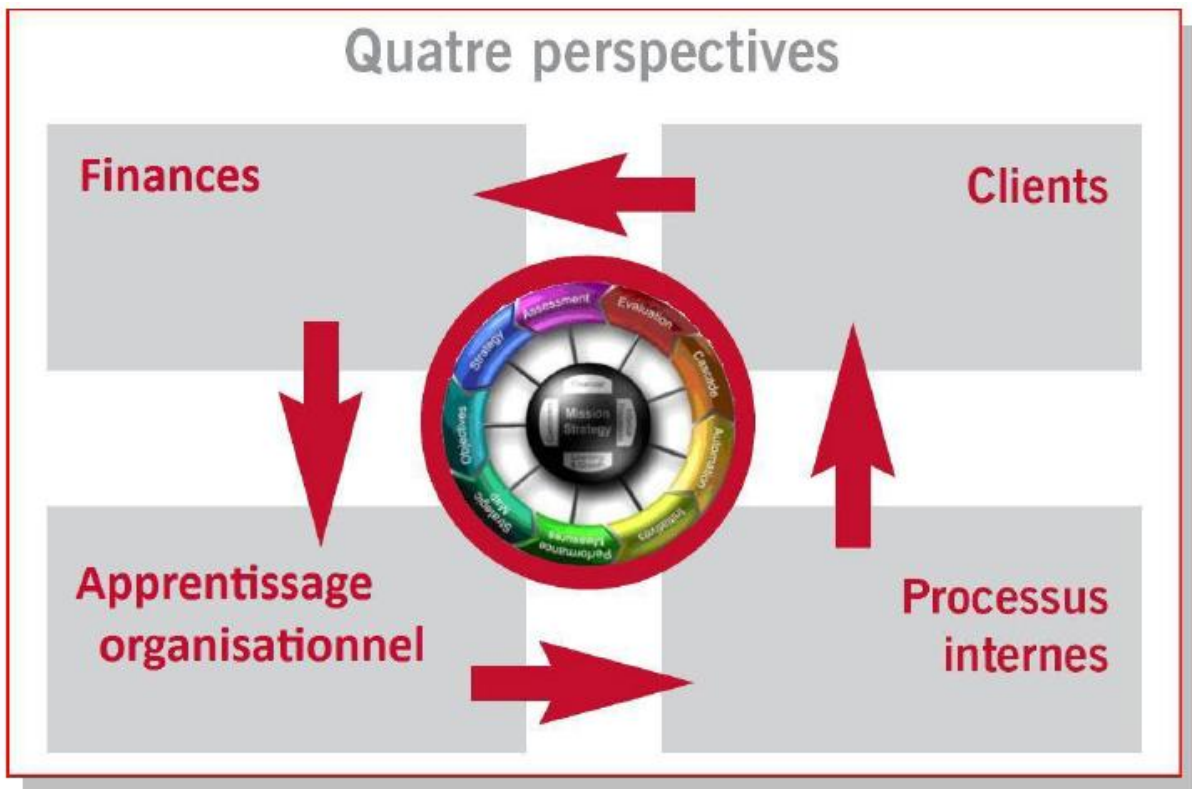 Quatre perspectives
Finances
Clients
Assessment
Evaluation
Cascade
Automation
Initiatives
Performance
Measures
Strategic
Map
Objectives
Strategy
Mission
Strategy
Apprentissage
organisationnel
Processus
internes